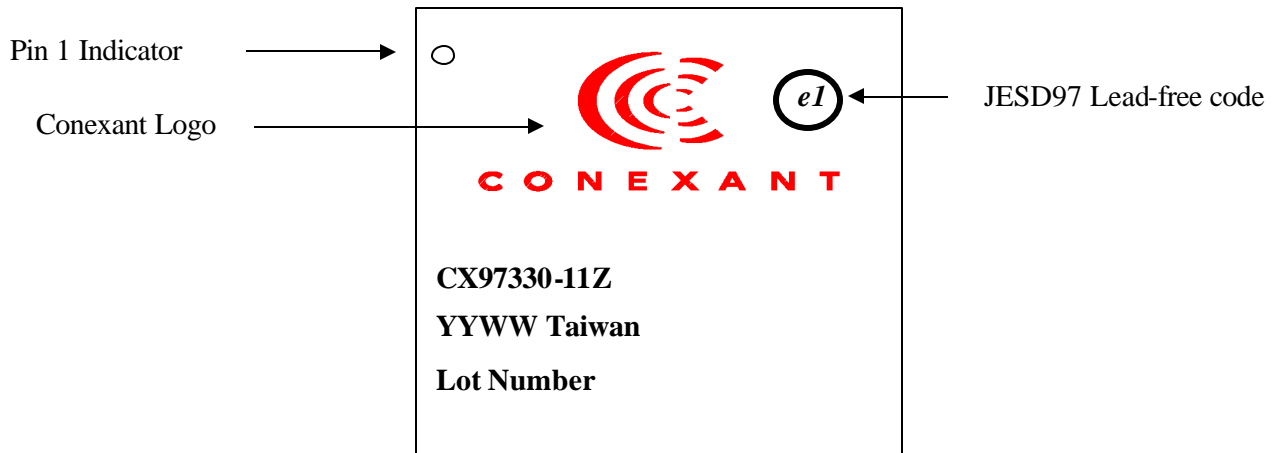 Pin 1 Indicator
e1
JESD97 Lead-free code
Conexant Logo
CONEXANT
CX97330-11Z
YYWW Taiwan
Lot Number